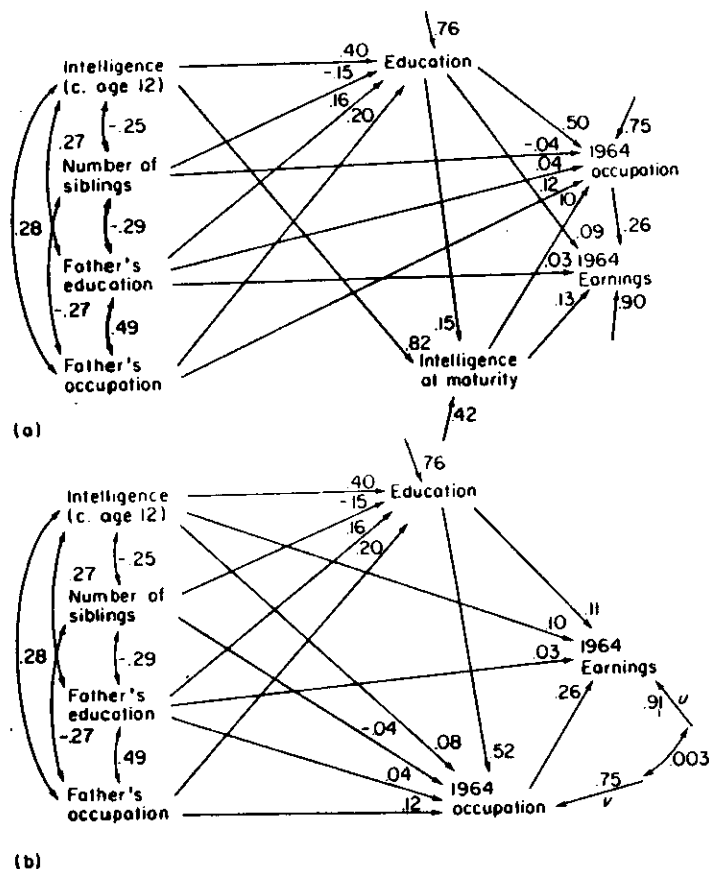 .76
.40
Education
Intelligence
(c. age 12)
-.15
.16
.20
-.25
.27
.50
.75
Number of
siblings
-.04
1964
occupation
.04
.12
.10
.28
-.29
.26
.09
Father's
education
.03
1964
Earnings
-.27
.49
.13
.90
.15
.82
Father's
occupation
Intelligence
at maturity
(a)
.42
.76
.40
Education
Intelligence
(c. age 12)
-.15
.16
.20
-.25
.27
Number of
siblings
.11
.10
1964
Earnings
.28
-.29
.03
.26
Father's
education
.91
u
-.27
-.04
.49
.08
.52
.003
.04
.75
v
Father's
occupation
.12
1964
occupation
(b)